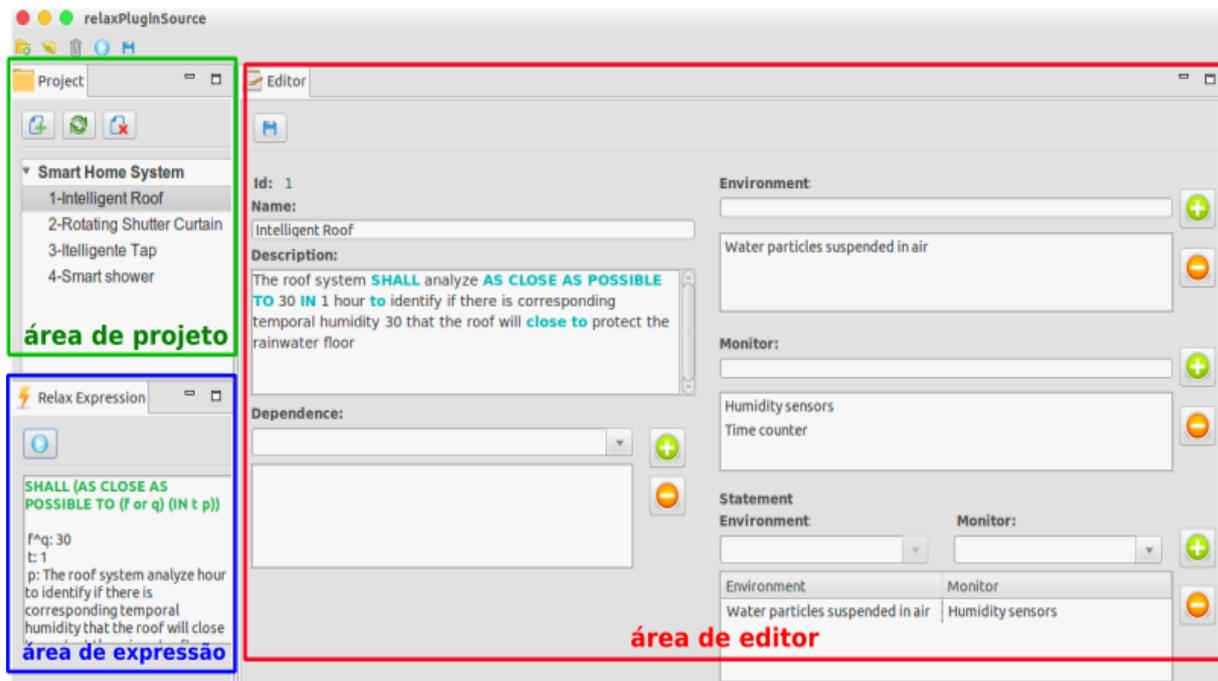 relaxPluginSource
Project
Smart Home System
1-Intelligent Roof
2-Rotating Shutter Curtain
3-Itelligente Tap
4-Smart shower
área de projeto
Relax Expression
SHALL (AS CLOSE AS
POSSIBLE TO (f or q) (IN t p))
f^q: 30
t: 1
p: The roof system analyze hour
to identify if there is
corresponding temporal
humidity that the roof will close
área de expressão
Editor
Id: 1
Name:
Intelligent Roof
Description:
The roof system SHALL analyze AS CLOSE AS POSSIBLE
TO 30 IN 1 hour to identify if there is corresponding
temporal humidity 30 that the roof will close to protect the
rainwater floor
Dependence:
Environment
Water particles suspended in air
Monitor:
Humidity sensors
Time counter
Statement
Environment Monitor:
Environment Monitor
Water particles suspended in air Humidity sensors
área de editor